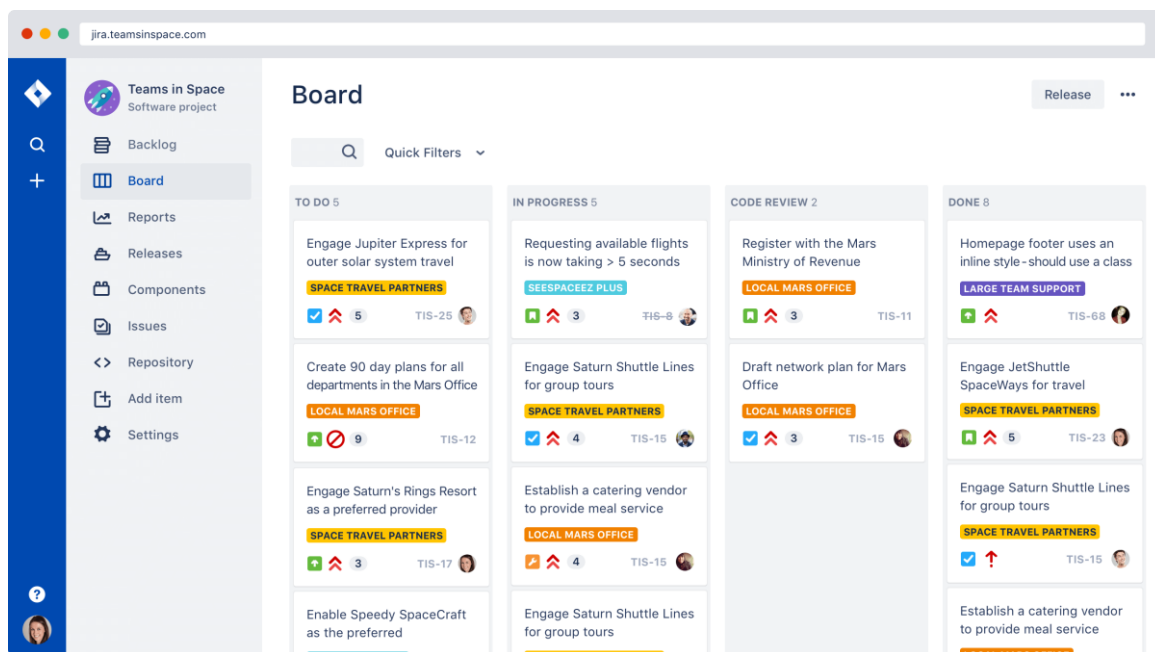 jira.teamsinspace.com
Teams in Space
Software project
Backlog
Board
Reports
Releases
Components
Issues
Repository
Add item
Settings
?
Board
Release
Quick Filters
TO DO 5
Engage Jupiter Express for
outer solar system travel
SPACE TRAVEL PARTNERS
5 TIS-25
Create 90 day plans for all
departments in the Mars Office
LOCAL MARS OFFICE
9 TIS-12
Engage Saturn's Rings Resort
as a preferred provider
SPACE TRAVEL PARTNERS
3 TIS-17
Enable Speedy SpaceCraft
as the preferred
IN PROGRESS 5
Requesting available flights
is now taking > 5 seconds
SEESPACEEZ PLUS
3 TIS-8
Engage Saturn Shuttle Lines
for group tours
SPACE TRAVEL PARTNERS
4 TIS-15
Establish a catering vendor
to provide meal service
LOCAL MARS OFFICE
4 TIS-15
Engage Saturn Shuttle Lines
for group tours
CODE REVIEW 2
Register with the Mars
Ministry of Revenue
LOCAL MARS OFFICE
3 TIS-11
Draft network plan for Mars
Office
LOCAL MARS OFFICE
3 TIS-15
DONE 8
Homepage footer uses an
inline style-should use a class
LARGE TEAM SUPPORT
TIS-68
Engage JetShuttle
SpaceWays for travel
SPACE TRAVEL PARTNERS
5 TIS-23
Engage Saturn Shuttle Lines
for group tours
SPACE TRAVEL PARTNERS
TIS-15
Establish a catering vendor
to provide meal service